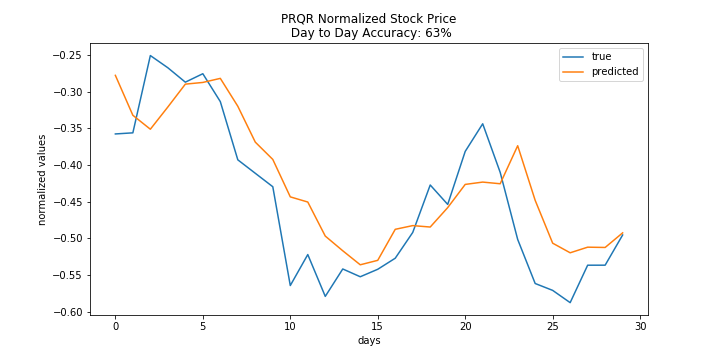 PRQR Normalized Stock Price
Day to Day Accuracy: 63%
true
predicted
normalized values
−0.25
−0.30
−0.35
−0.40
−0.45
−0.50
−0.55
−0.60
0
5
10
15
20
25
30
days